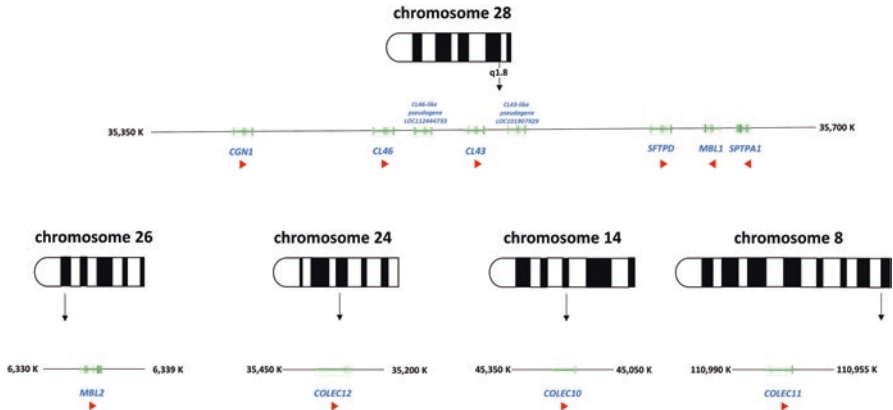 chromosome 28
q1.8
CL46-like
pseudogene
LOC112444733
CL43-like
pseudogene
LOC101907929
35,350 K
35,700 K
CGN1
CL46
CL43
SFTPD
MBL1
SPTPA1
chromosome 26
chromosome 24
chromosome 14
chromosome 8
6,330 K
6,339 K
35,450 K
35,200 K
45,350 K
45,050 K
110,990 K
110,955 K
MBL2
COLEC12
COLEC10
COLEC11